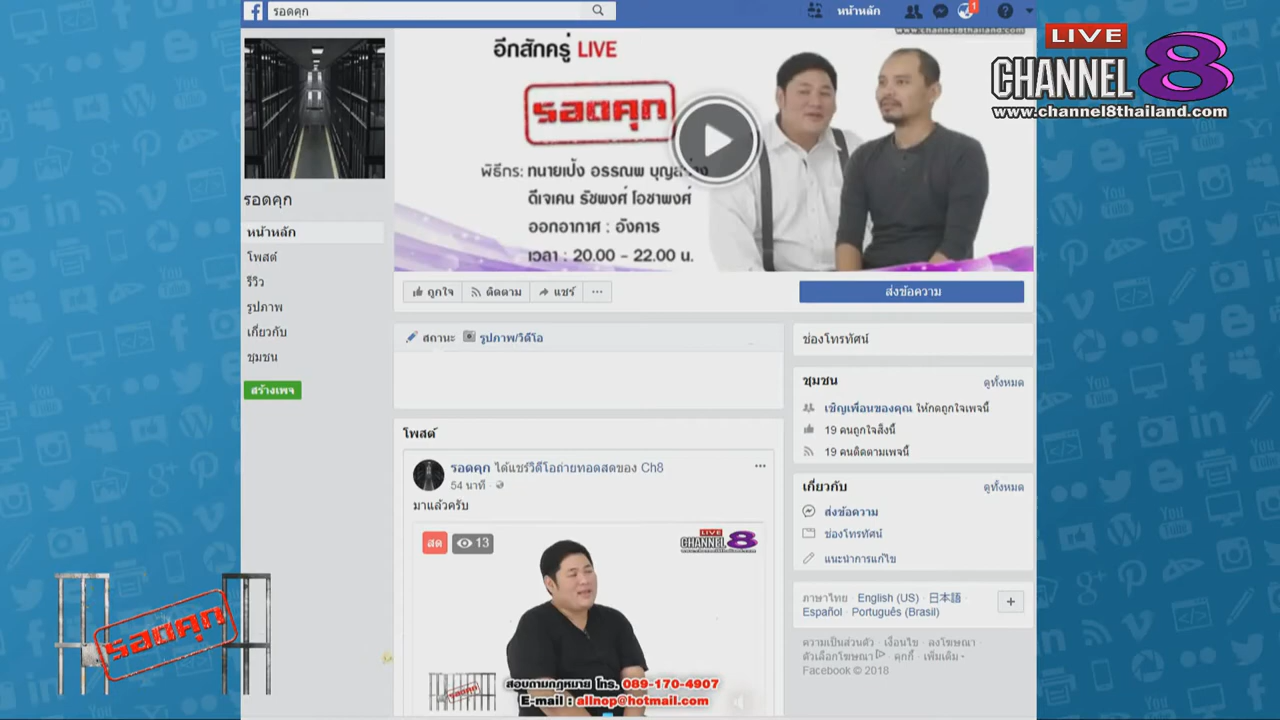 รอดคุก
หน้าหลัก
1
LIVE
CHANNEL 8
www.channel8thailand.com
www.channel8thailand.com
อีกสักครู่ LIVE
รอดคุก
พิธีกร: ทนายเป้ง อรรณพ บุญสว่าง
ดีเจเคน รัชพงศ์ โอชาพงศ์
ออกอากาศ : อังคาร
เวลา : 20.00 - 22.00 น.
รอดคุก
หน้าหลัก
โพสต์
รีวิว
รูปภาพ
เกี่ยวกับ
ชุมชน
สร้างเพจ
ถูกใจ ติดตาม แชร์ ...
ส่งข้อความ
สถานะ รูปภาพ/วิดีโอ
ช่องโทรทัศน์
ชุมชน ดูทั้งหมด
เชิญเพื่อนของคุณ ให้กดถูกใจเพจนี้
19 คนถูกใจสิ่งนี้
19 คนติดตามเพจนี้
โพสต์
รอดคุก ได้แชร์วิดีโอถ่ายทอดสดของ Ch8
54 นาที ·
มาแล้วครับ
สด 13
LIVE
CHANNEL 8
รอดคุก
สอบถามกฎหมาย โทร. 089-170-4907
E-mail : allnop@hotmail.com
เกี่ยวกับ ดูทั้งหมด
ส่งข้อความ
ช่องโทรทัศน์
แนะนำการแก้ไข
ภาษาไทย · English (US) · 日本語 ·
Español · Português (Brasil)
ความเป็นส่วนตัว · เงื่อนไข · ลงโฆษณา ·
ตัวเลือกโฆษณา · คุกกี้ · เพิ่มเติม
Facebook © 2018
รอดคุก